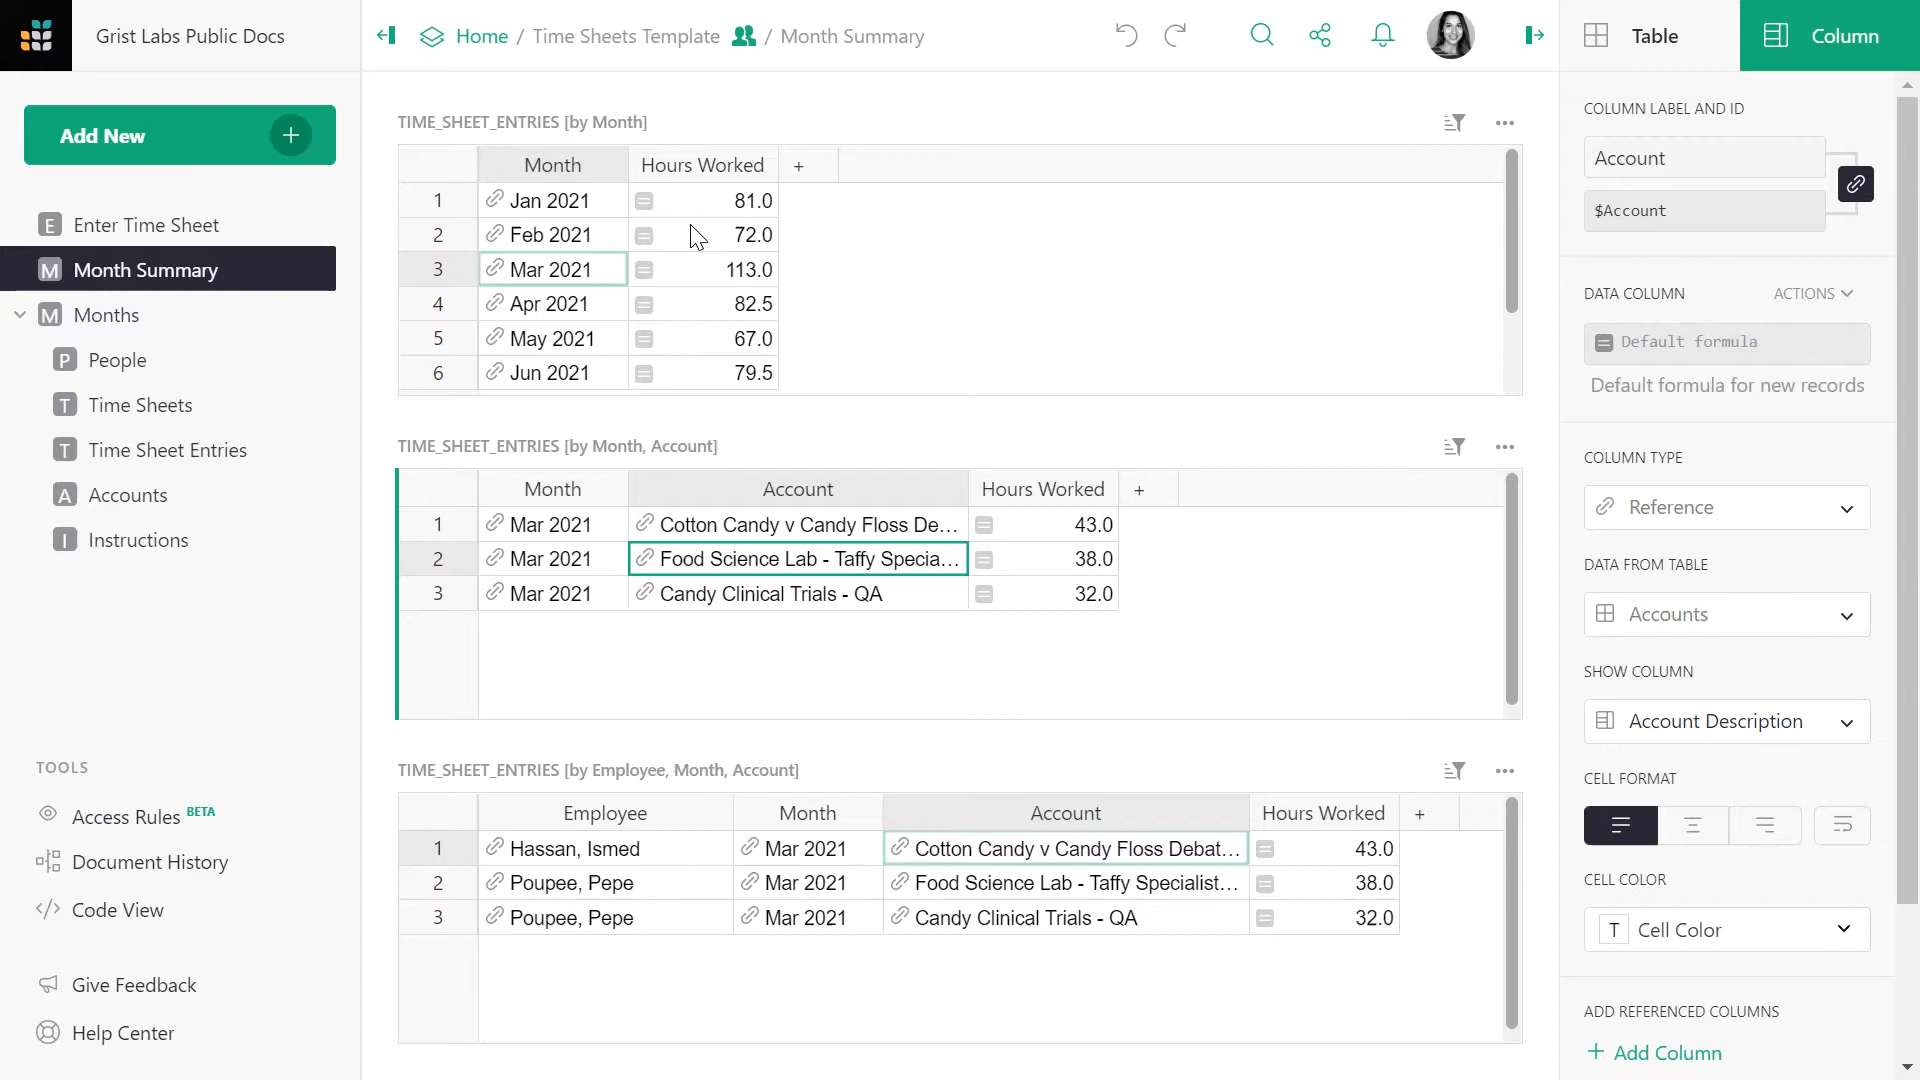 Grist Labs Public Docs
Home / Time Sheets Template / Month Summary
Table
Column
Add New
E Enter Time Sheet
M Month Summary
M Months
P People
T Time Sheets
T Time Sheet Entries
A Accounts
I Instructions
TOOLS
Access Rules BETA
Document History
Code View
Give Feedback
Help Center
TIME_SHEET_ENTRIES [by Month]
Month Hours Worked +
1 Jan 2021 81.0
2 Feb 2021 72.0
3 Mar 2021 113.0
4 Apr 2021 82.5
5 May 2021 67.0
6 Jun 2021 79.5
TIME_SHEET_ENTRIES [by Month, Account]
Month Account Hours Worked +
1 Mar 2021 Cotton Candy v Candy Floss De... 43.0
2 Mar 2021 Food Science Lab - Taffy Specia... 38.0
3 Mar 2021 Candy Clinical Trials - QA 32.0
TIME_SHEET_ENTRIES [by Employee, Month, Account]
Employee Month Account Hours Worked +
1 Hassan, Ismed Mar 2021 Cotton Candy v Candy Floss Debat... 43.0
2 Poupee, Pepe Mar 2021 Food Science Lab - Taffy Specialist... 38.0
3 Poupee, Pepe Mar 2021 Candy Clinical Trials - QA 32.0
COLUMN LABEL AND ID
Account
$Account
DATA COLUMN ACTIONS
Default formula
Default formula for new records
COLUMN TYPE
Reference
DATA FROM TABLE
Accounts
SHOW COLUMN
Account Description
CELL FORMAT
CELL COLOR
T Cell Color
ADD REFERENCED COLUMNS
+ Add Column